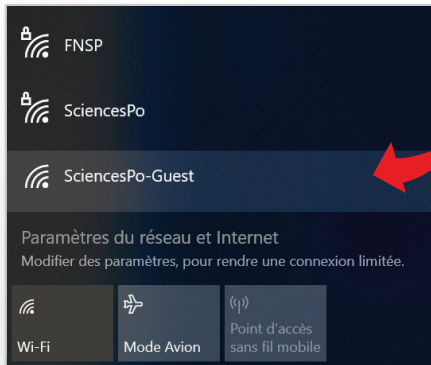 FNSP
SciencesPo
SciencesPo-Guest
Paramètres du réseau et Internet
Modifier des paramètres, pour rendre une connexion limitée.
Wi-Fi
Mode Avion
Point d'accès
sans fil mobile